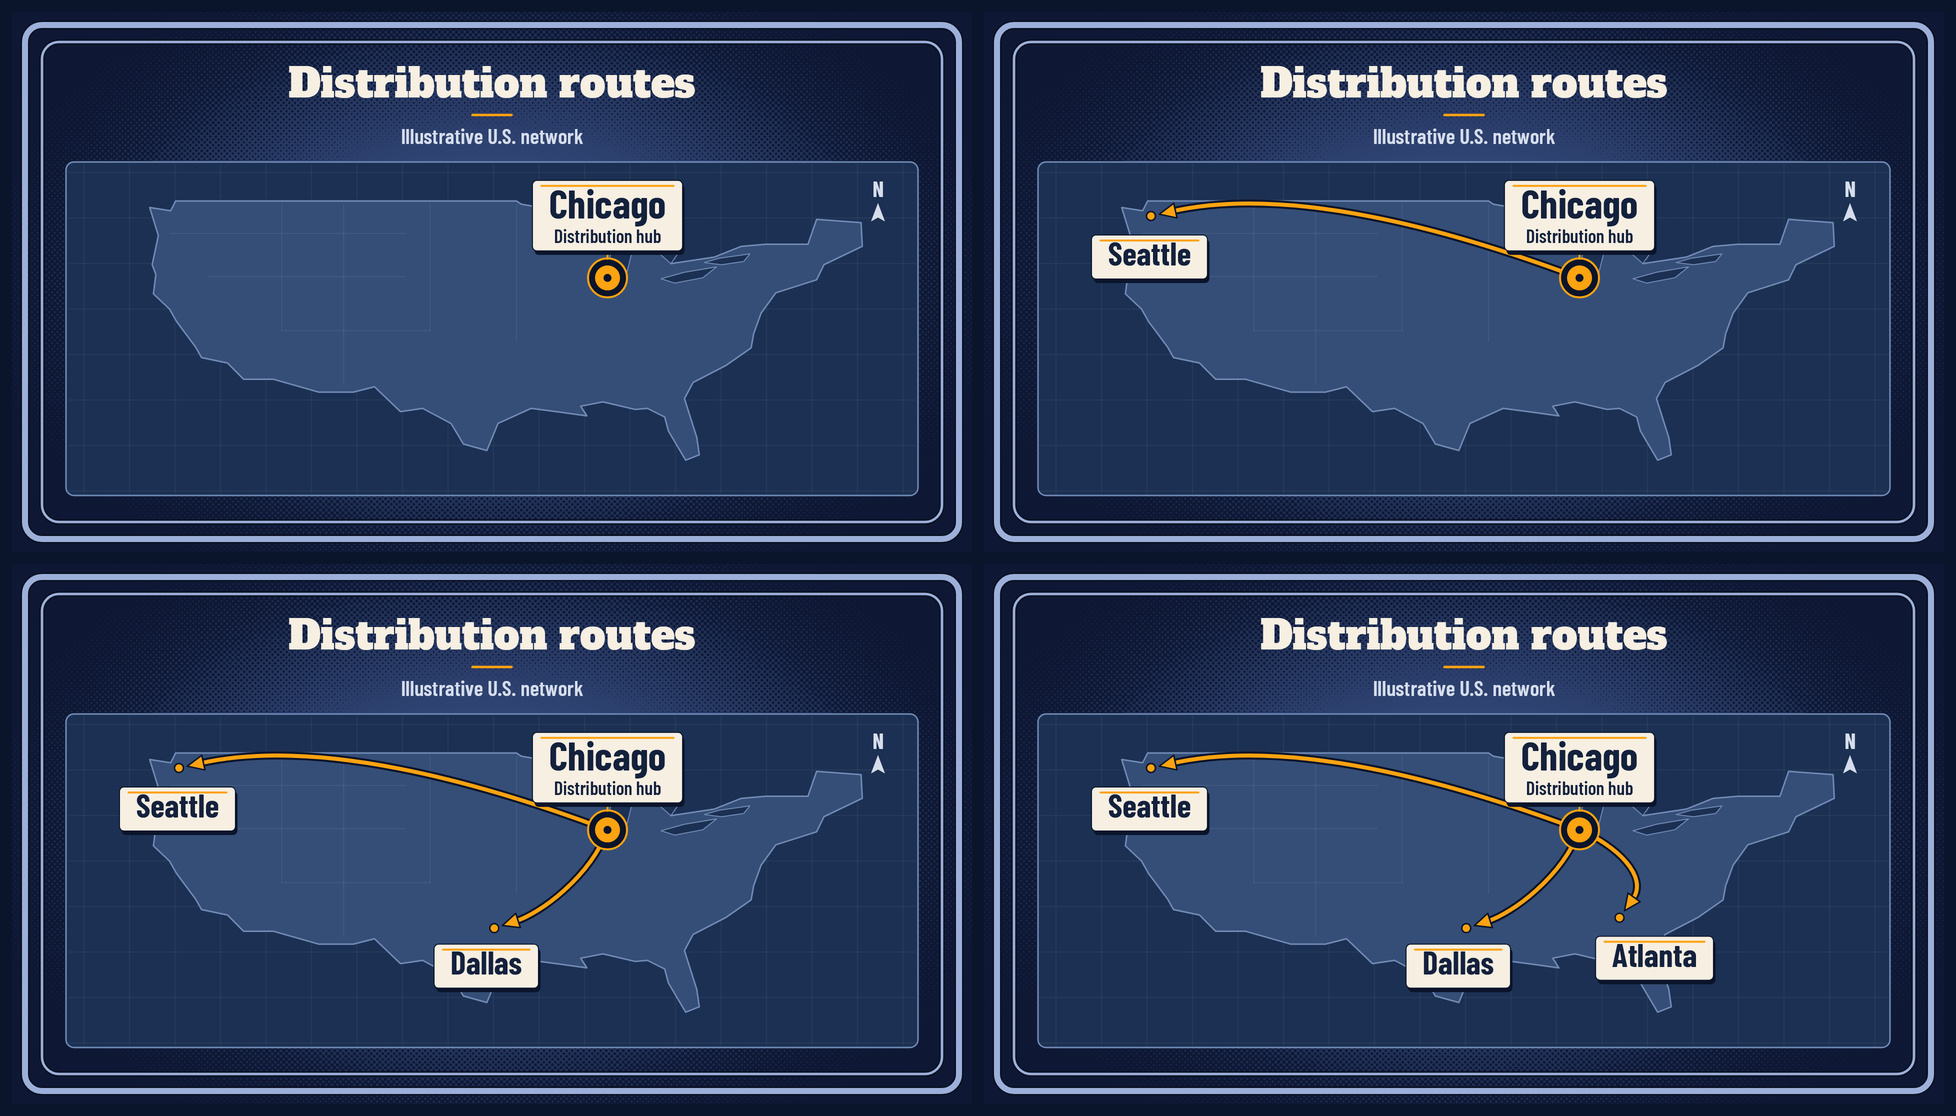 Distribution routes
Illustrative U.S. network
Chicago
Distribution hub
N
Distribution routes
Illustrative U.S. network
Chicago
Distribution hub
N
Seattle
Distribution routes
Illustrative U.S. network
Chicago
Distribution hub
N
Seattle
Dallas
Distribution routes
Illustrative U.S. network
Chicago
Distribution hub
N
Seattle
Dallas
Atlanta